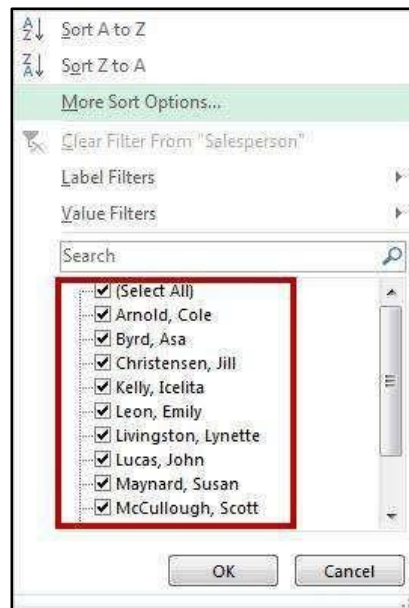 Sort A to Z
Sort Z to A
More Sort Options...
Clear Filter From "Salesperson"
Label Filters
Value Filters
Search
(Select All)
Arnold, Cole
Byrd, Asa
Christensen, Jill
Kelly, Icelita
Leon, Emily
Livingston, Lynette
Lucas, John
Maynard, Susan
McCullough, Scott
OK Cancel